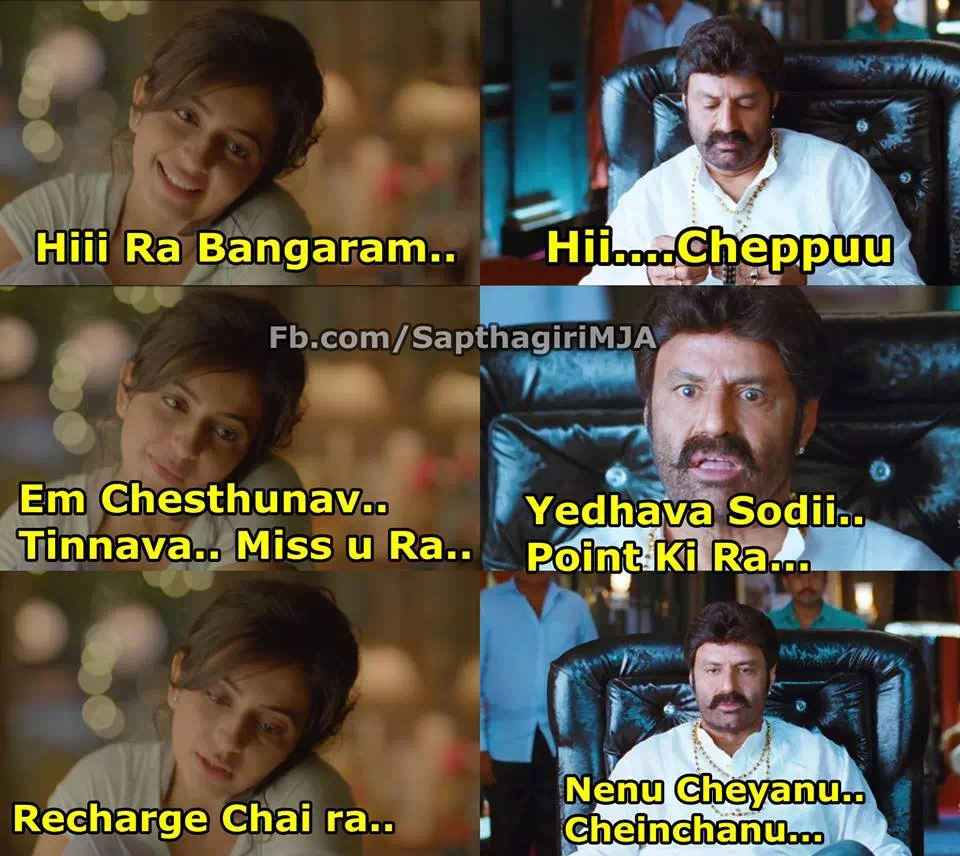 Hiii Ra Bangaram..
Hii....Cheppuu
Fb.com/SapthagiriMJA
Em Chesthunav..
Tinnava.. Miss u Ra..
Yedhava Sodii..
Point Ki Ra...
Recharge Chai ra..
Nenu Cheyanu..
Cheinchanu...